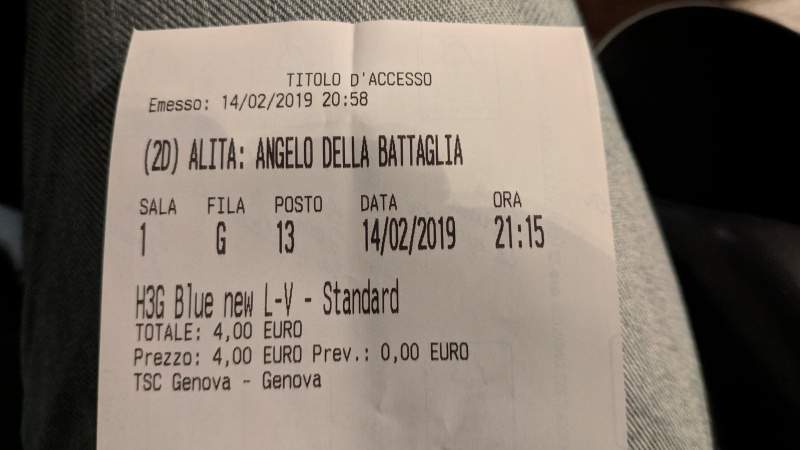 TITOLO D'ACCESSO
Emesso: 14/02/2019 20:58
(2D) ALITA: ANGELO DELLA BATTAGLIA
SALA FILA POSTO DATA ORA
1 G 13 14/02/2019 21:15
H3G Blue new L-V - Standard
TOTALE: 4,00 EURO
Prezzo: 4,00 EURO Prev.: 0,00 EURO
TSC Genova - Genova